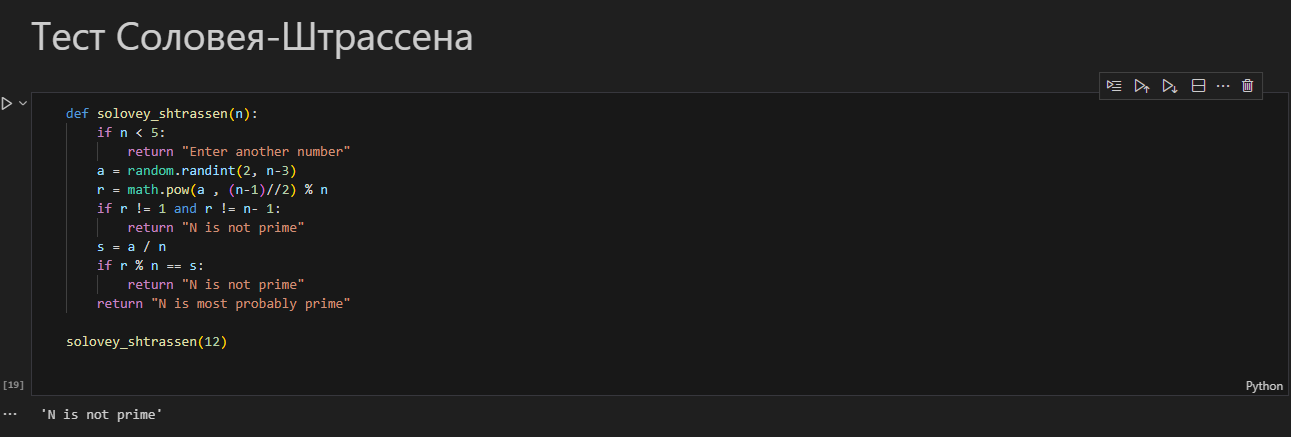 Тест Соловея-Штрассена
def solovey_shtrassen(n):
if n < 5:
return "Enter another number"
a = random.randint(2, n-3)
r = math.pow(a , (n-1)//2) % n
if r != 1 and r != n- 1:
return "N is not prime"
s = a / n
if r % n == s:
return "N is not prime"
return "N is most probably prime"
solovey_shtrassen(12)
[19]
Python
'N is not prime'